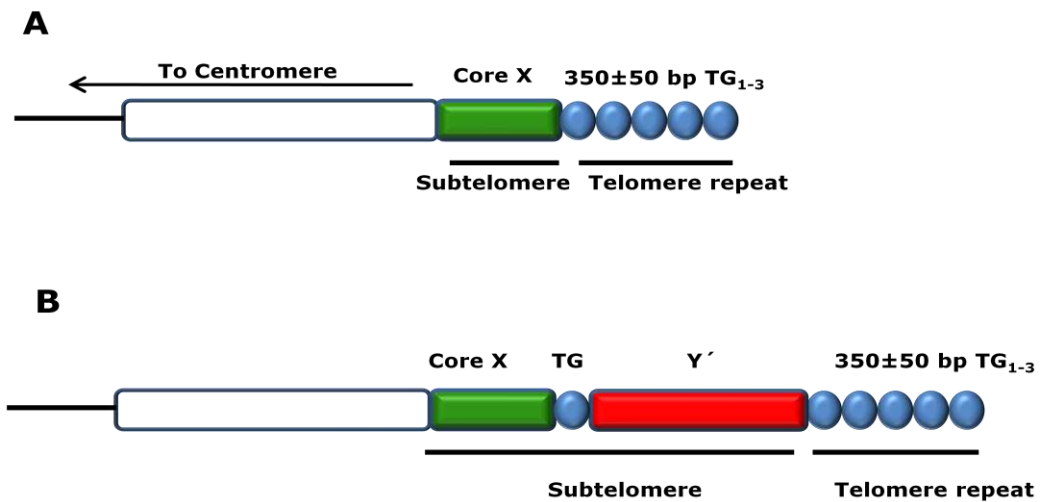 A
To Centromere
Core X 350±50 bp TG₁₋₃
Subtelomere Telomere repeat
B
Core X TG Y´ 350±50 bp TG₁₋₃
Subtelomere Telomere repeat